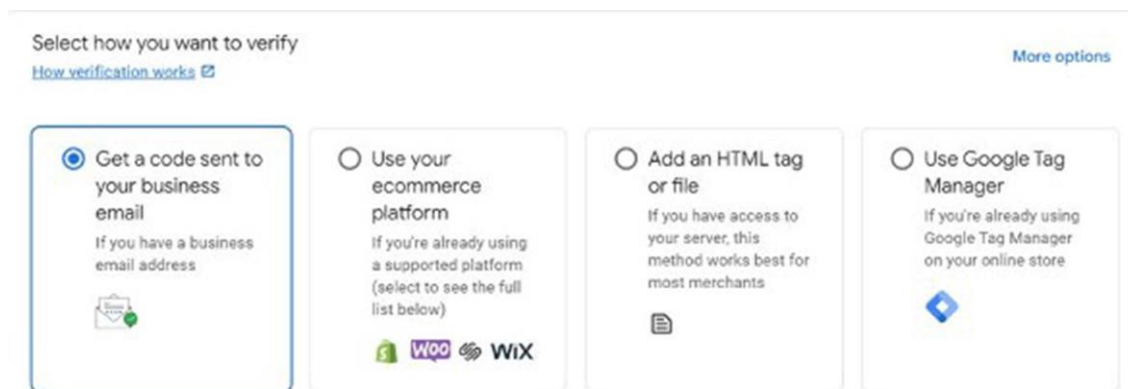 Select how you want to verify
How verification works
More options
Get a code sent to
your business
email
If you have a business
email address
Use your
ecommerce
platform
If you're already using
a supported platform
(select to see the full
list below)
WOO WiX
Add an HTML tag
or file
If you have access to
your server, this
method works best for
most merchants
Use Google Tag
Manager
If you're already using
Google Tag Manager
on your online store